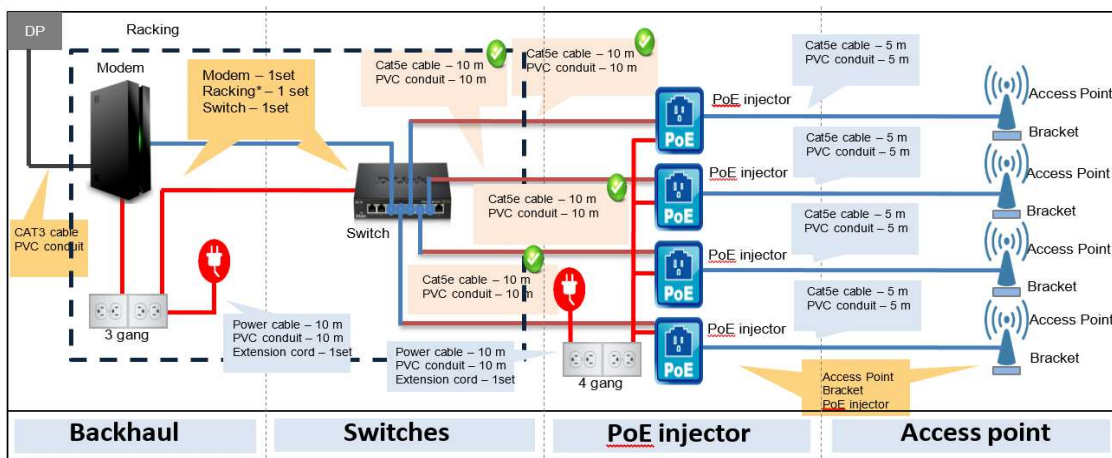 DP
Racking
Modem
Modem – 1set
Racking* – 1 set
Switch – 1set
Cat5e cable – 10 m
PVC conduit – 10 m
Cat5e cable – 10 m
PVC conduit – 10 m
Cat5e cable – 5 m
PVC conduit – 5 m
PoE injector
PoE
Access Point
Bracket
Cat5e cable – 5 m
PVC conduit – 5 m
PoE injector
PoE
Access Point
Bracket
Cat5e cable – 10 m
PVC conduit – 10 m
Switch
CAT3 cable
PVC conduit
Cat5e cable – 5 m
PVC conduit – 5 m
PoE injector
PoE
Access Point
Bracket
Cat5e cable – 10 m
PVC conduit – 10 m
Cat5e cable – 5 m
PVC conduit – 5 m
PoE injector
PoE
Access Point
Bracket
3 gang
Power cable – 10 m
PVC conduit – 10 m
Extension cord – 1set
Power cable – 10 m
PVC conduit – 10 m
Extension cord – 1set
4 gang
Access Point
Bracket
PoE injector
Backhaul
Switches
PoE injector
Access point